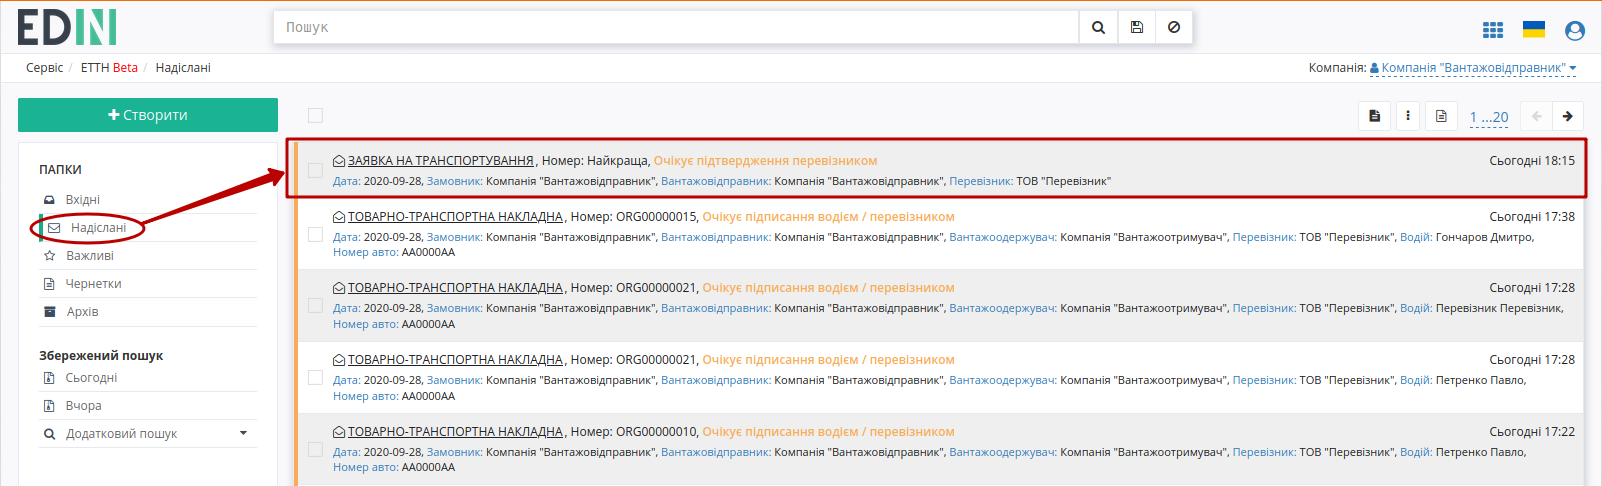 EDIN
Пошук
Сервіс / ЕТТН Beta / Надіслані
Компанія: Компанія "Вантажовідправник"
Створити
1 ...20
ПАПКИ
Вхідні
Надіслані
Важливі
Чернетки
Архів
Збережений пошук
Сьогодні
Вчора
Додатковий пошук
ЗАЯВКА НА ТРАНСПОРТУВАННЯ, Номер: Найкраща, Очікує підтвердження перевізником Сьогодні 18:15
Дата: 2020-09-28, Замовник: Компанія "Вантажовідправник", Вантажовідправник: Компанія "Вантажовідправник", Перевізник: ТОВ "Перевізник"
ТОВАРНО-ТРАНСПОРТНА НАКЛАДНА, Номер: ORG00000015, Очікує підписання водієм / перевізником Сьогодні 17:38
Дата: 2020-09-28, Замовник: Компанія "Вантажовідправник", Вантажовідправник: Компанія "Вантажовідправник", Вантажоодержувач: Компанія "Вантажоотримувач", Перевізник: ТОВ "Перевізник", Водій: Гончаров Дмитро,
Номер авто: АА0000АА
ТОВАРНО-ТРАНСПОРТНА НАКЛАДНА, Номер: ORG00000021, Очікує підписання водієм / перевізником Сьогодні 17:28
Дата: 2020-09-28, Замовник: Компанія "Вантажовідправник", Вантажовідправник: Компанія "Вантажовідправник", Вантажоодержувач: Компанія "Вантажоотримувач", Перевізник: ТОВ "Перевізник", Водій: Перевізник Перевізник,
Номер авто: АА0000АА
ТОВАРНО-ТРАНСПОРТНА НАКЛАДНА, Номер: ORG00000021, Очікує підписання водієм / перевізником Сьогодні 17:28
Дата: 2020-09-28, Замовник: Компанія "Вантажовідправник", Вантажовідправник: Компанія "Вантажовідправник", Вантажоодержувач: Компанія "Вантажоотримувач", Перевізник: ТОВ "Перевізник", Водій: Петренко Павло,
Номер авто: АА0000АА
ТОВАРНО-ТРАНСПОРТНА НАКЛАДНА, Номер: ORG00000010, Очікує підписання водієм / перевізником Сьогодні 17:22
Дата: 2020-09-28, Замовник: Компанія "Вантажовідправник", Вантажовідправник: Компанія "Вантажовідправник", Вантажоодержувач: Компанія "Вантажоотримувач", Перевізник: ТОВ "Перевізник", Водій: Петренко Павло,
Номер авто: АА0000АА